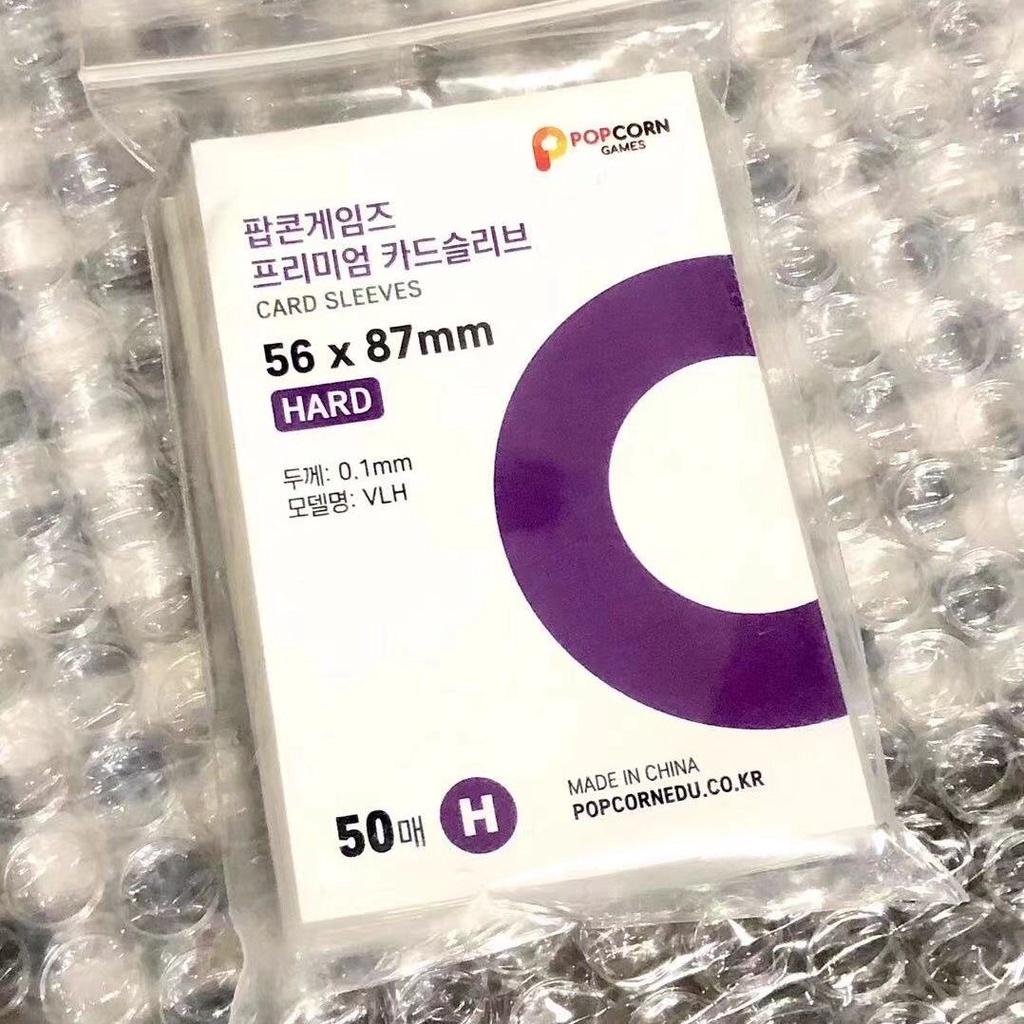 POPCORN
GAMES
팝콘게임즈
프리미엄 카드슬리브
CARD SLEEVES
56 x 87mm
HARD
두께: 0.1mm
모델명: VLH
50매
H
MADE IN CHINA
POPCORNEDU.CO.KR